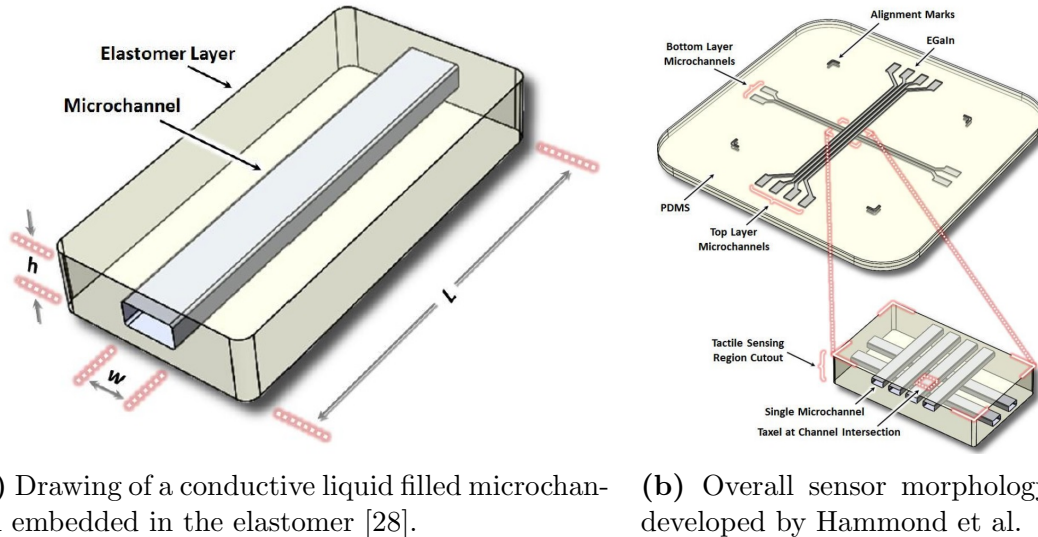 Elastomer Layer
Microchannel
h
w
L
Alignment Marks
EGaIn
Bottom Layer
Microchannels
PDMS
Top Layer
Microchannels
Tactile Sensing
Region Cutout
Single Microchannel
Taxel at Channel Intersection
) Drawing of a conductive liquid filled microchan-
embedded in the elastomer [28].
(b) Overall sensor morphology
developed by Hammond et al.